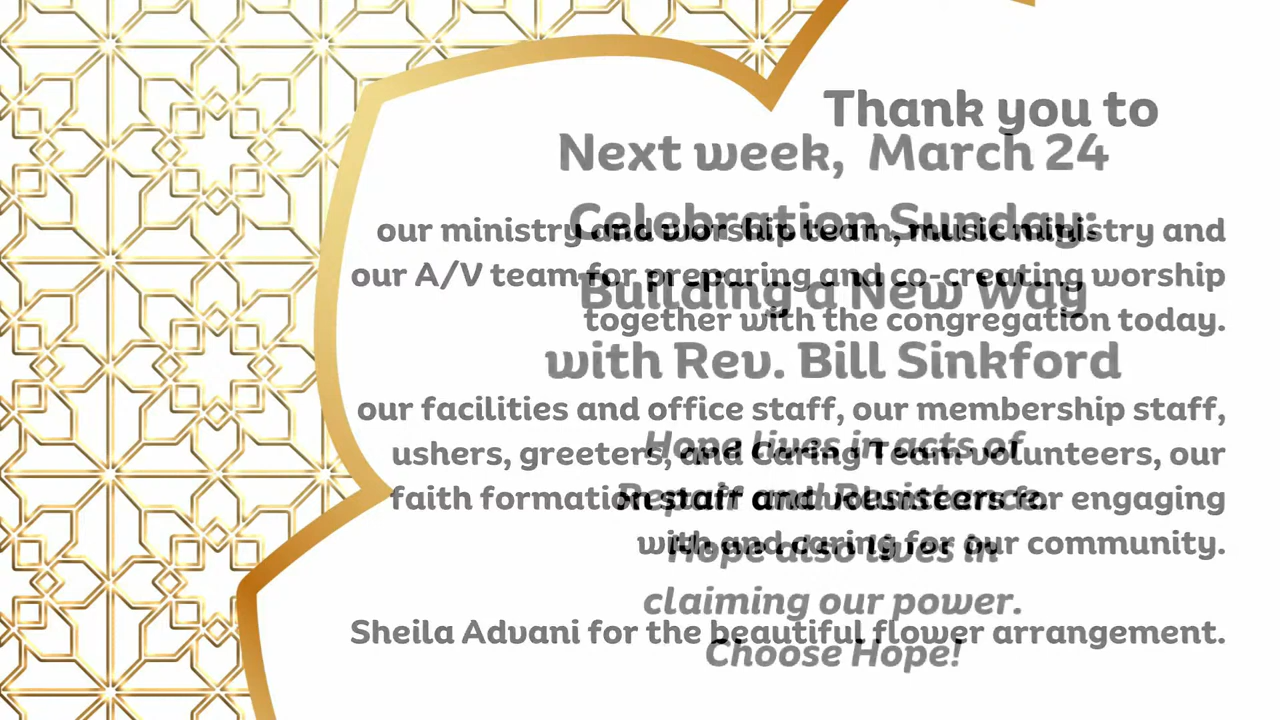 Thank you to
our ministry and worship team, music ministry and
our A/V team for preparing and co-creating worship
together with the congregation today.
our facilities and office staff, our membership staff,
ushers, greeters, and Caring Team volunteers, our
faith formation staff and volunteers for engaging
with and caring for our community.
Sheila Advani for the beautiful flower arrangement.
Next week, March 24
Celebration Sunday:
Building a New Way
with Rev. Bill Sinkford
Hope lives in acts of
Repair and Resistance.
Hope also lives in
claiming our power.
Choose Hope!